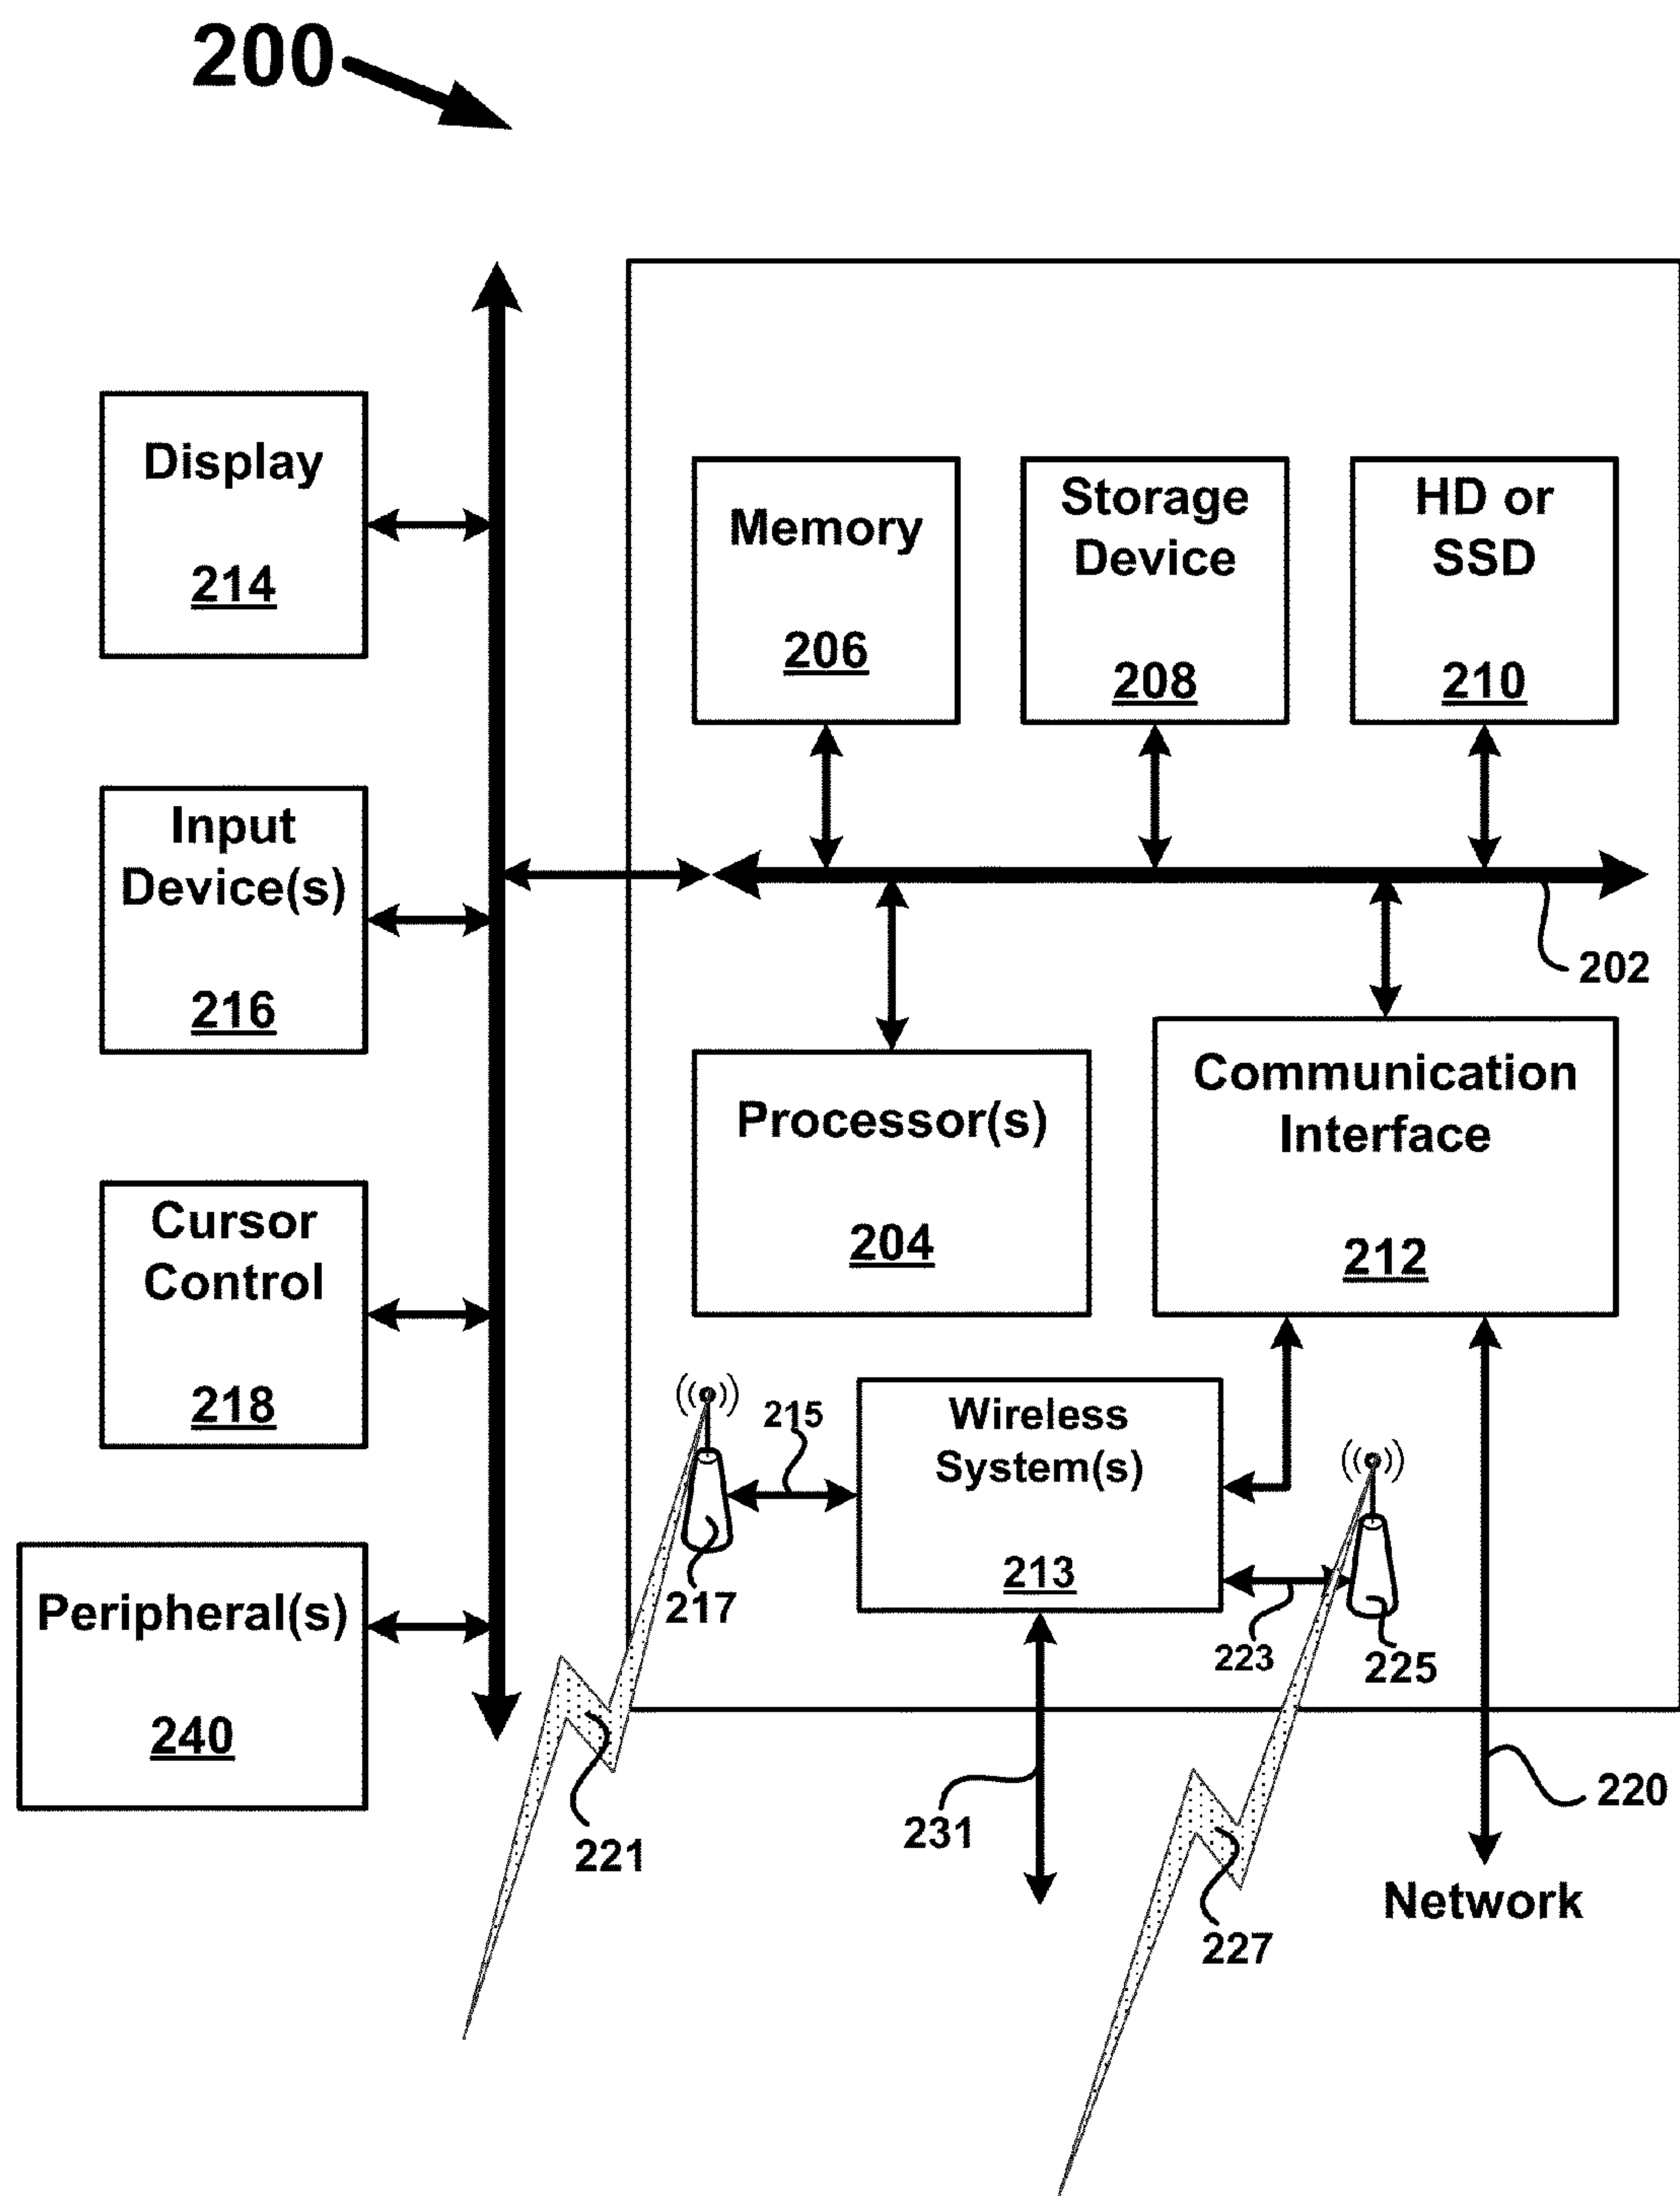 200
Display
214
Input
Device(s)
216
Cursor
Control
218
Peripheral(s)
240
Memory
206
Storage
Device
208
HD or
SSD
210
202
Processor(s)
204
Communication
Interface
212
215
217
Wireless
System(s)
213
223
225
221
231
227
220
Network